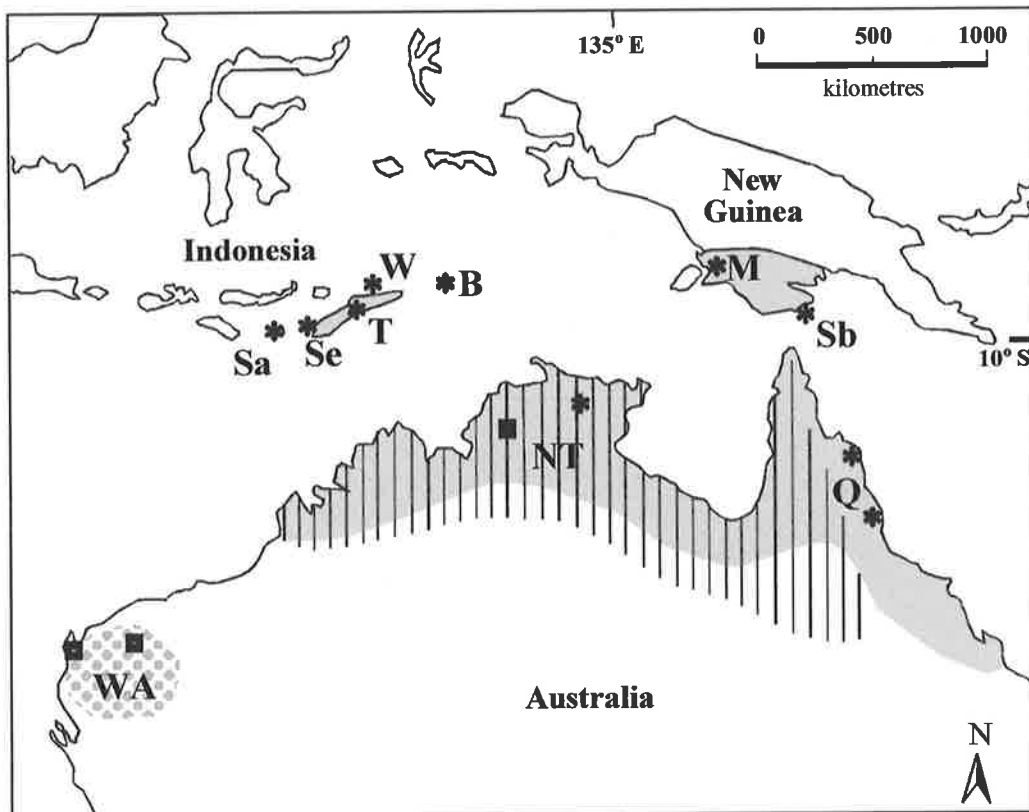 135° E
0 500 1000
kilometres
New
Guinea
Indonesia
W
B
M
T
Sa
Se
Sb
10° S
NT
Q
WA
Australia
N